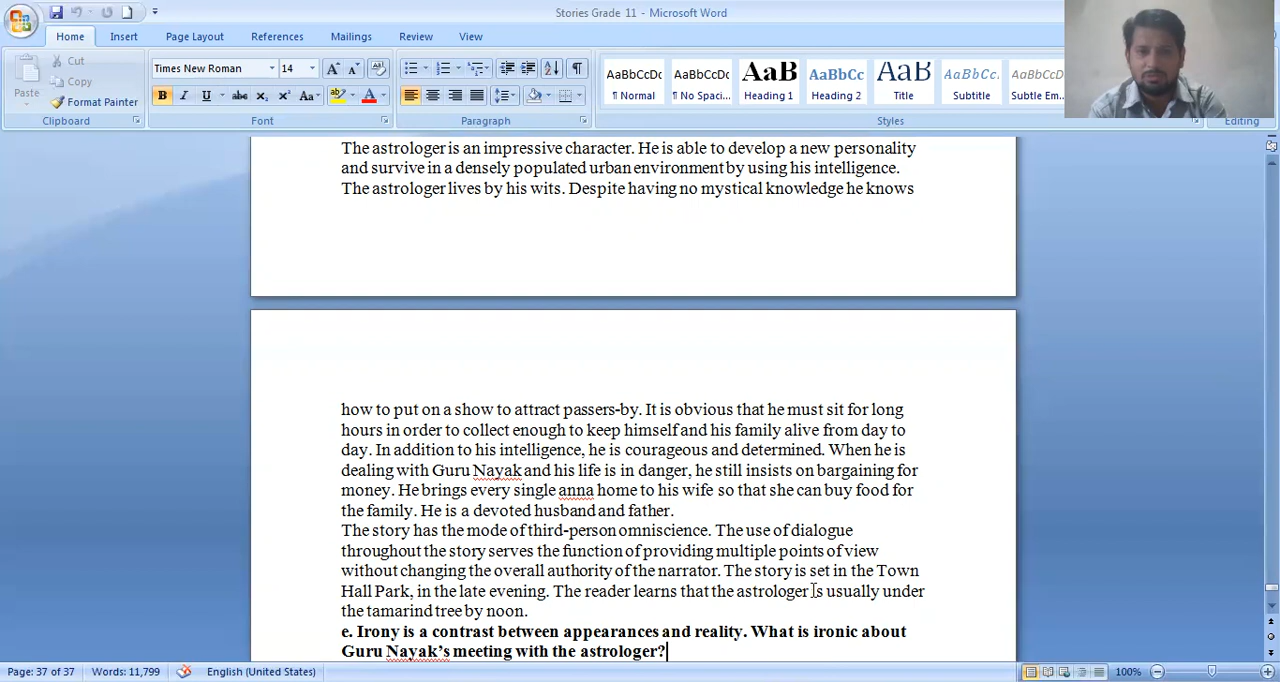 Stories Grade 11 - Microsoft Word
Home Insert Page Layout References Mailings Review View
Cut
Copy
Paste
Format Painter
Clipboard
Times New Roman 14
Font
Paragraph
AaBbCcDc AaBbCcDc AaB AaBbCc AaB AaBbCc. AaBbCcDc
¶ Normal ¶ No Spaci... Heading 1 Heading 2 Title Subtitle Subtle Em...
Styles
Editing
The astrologer is an impressive character. He is able to develop a new personality
and survive in a densely populated urban environment by using his intelligence.
The astrologer lives by his wits. Despite having no mystical knowledge he knows
how to put on a show to attract passers-by. It is obvious that he must sit for long
hours in order to collect enough to keep himself and his family alive from day to
day. In addition to his intelligence, he is courageous and determined. When he is
dealing with Guru Nayak and his life is in danger, he still insists on bargaining for
money. He brings every single anna home to his wife so that she can buy food for
the family. He is a devoted husband and father.
The story has the mode of third-person omniscience. The use of dialogue
throughout the story serves the function of providing multiple points of view
without changing the overall authority of the narrator. The story is set in the Town
Hall Park, in the late evening. The reader learns that the astrologer is usually under
the tamarind tree by noon.
e. Irony is a contrast between appearances and reality. What is ironic about
Guru Nayak's meeting with the astrologer?
Page: 37 of 37 Words: 11,799 English (United States) 100%